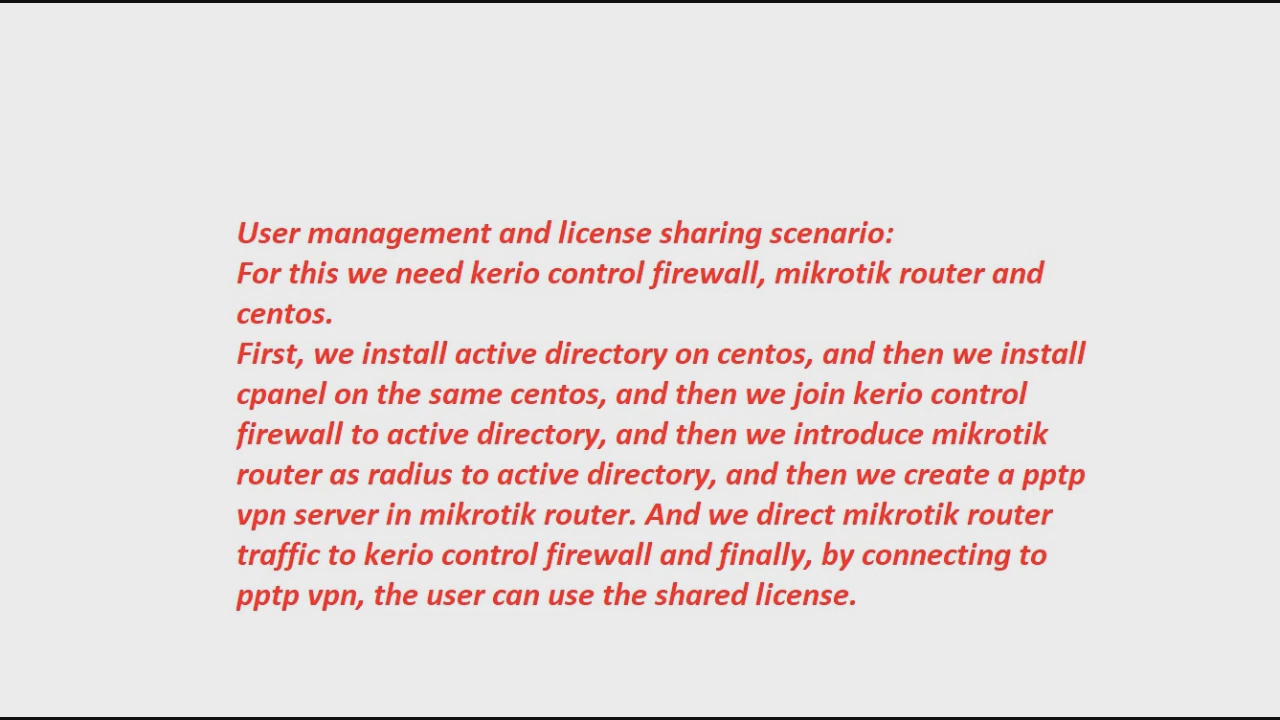 User management and license sharing scenario:
For this we need kerio control firewall, mikrotik router and
centos.
First, we install active directory on centos, and then we install
cpanel on the same centos, and then we join kerio control
firewall to active directory, and then we introduce mikrotik
router as radius to active directory, and then we create a pptp
vpn server in mikrotik router. And we direct mikrotik router
traffic to kerio control firewall and finally, by connecting to
pptp vpn, the user can use the shared license.